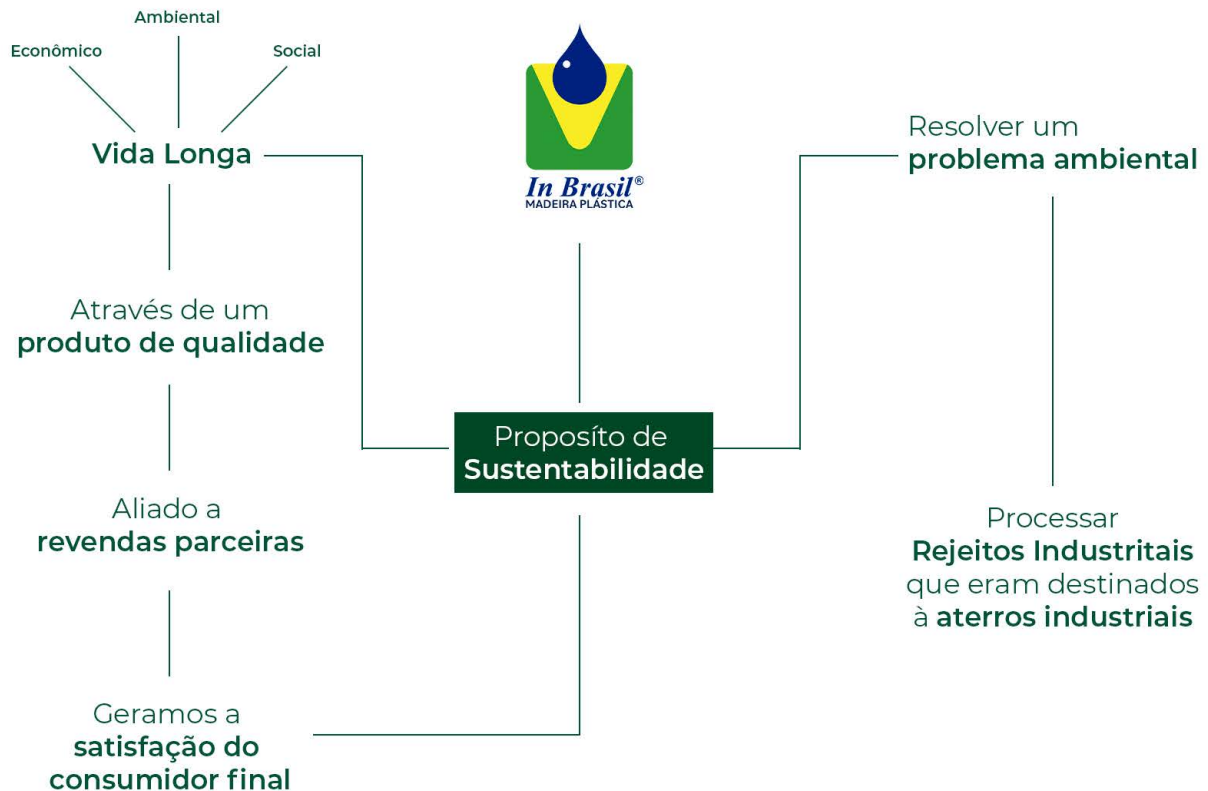 Ambiental
Econômico
Social
Vida Longa
In Brasil®
MADEIRA PLÁSTICA
Resolver um
problema ambiental
Através de um
produto de qualidade
Proposíto de
Sustentabilidade
Aliado a
revendas parceiras
Processar
Rejeitos Industritais
que eram destinados
à aterros industriais
Geramos a
satisfação do
consumidor final